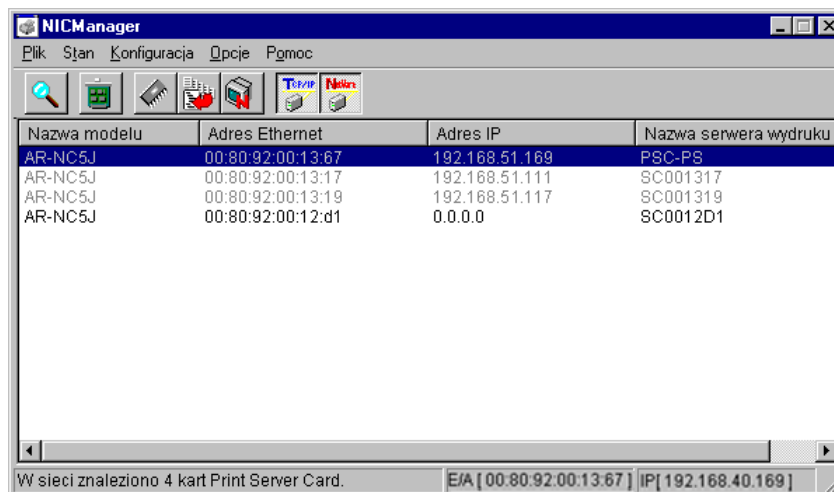 NICManager
Plik Stan Konfiguracja Opcje Pomoc
TCP/IP NetWare
Nazwa modelu Adres Ethernet Adres IP Nazwa serwera wydruku
AR-NC5J 00:80:92:00:13:67 192.168.51.169 PSC-PS
AR-NC5J 00:80:92:00:13:17 192.168.51.111 SC001317
AR-NC5J 00:80:92:00:13:19 192.168.51.117 SC001319
AR-NC5J 00:80:92:00:12:d1 0.0.0.0 SC0012D1
W sieci znaleziono 4 kart Print Server Card. E/A [ 00:80:92:00:13:67 ] IP[ 192.168.40.169 ]